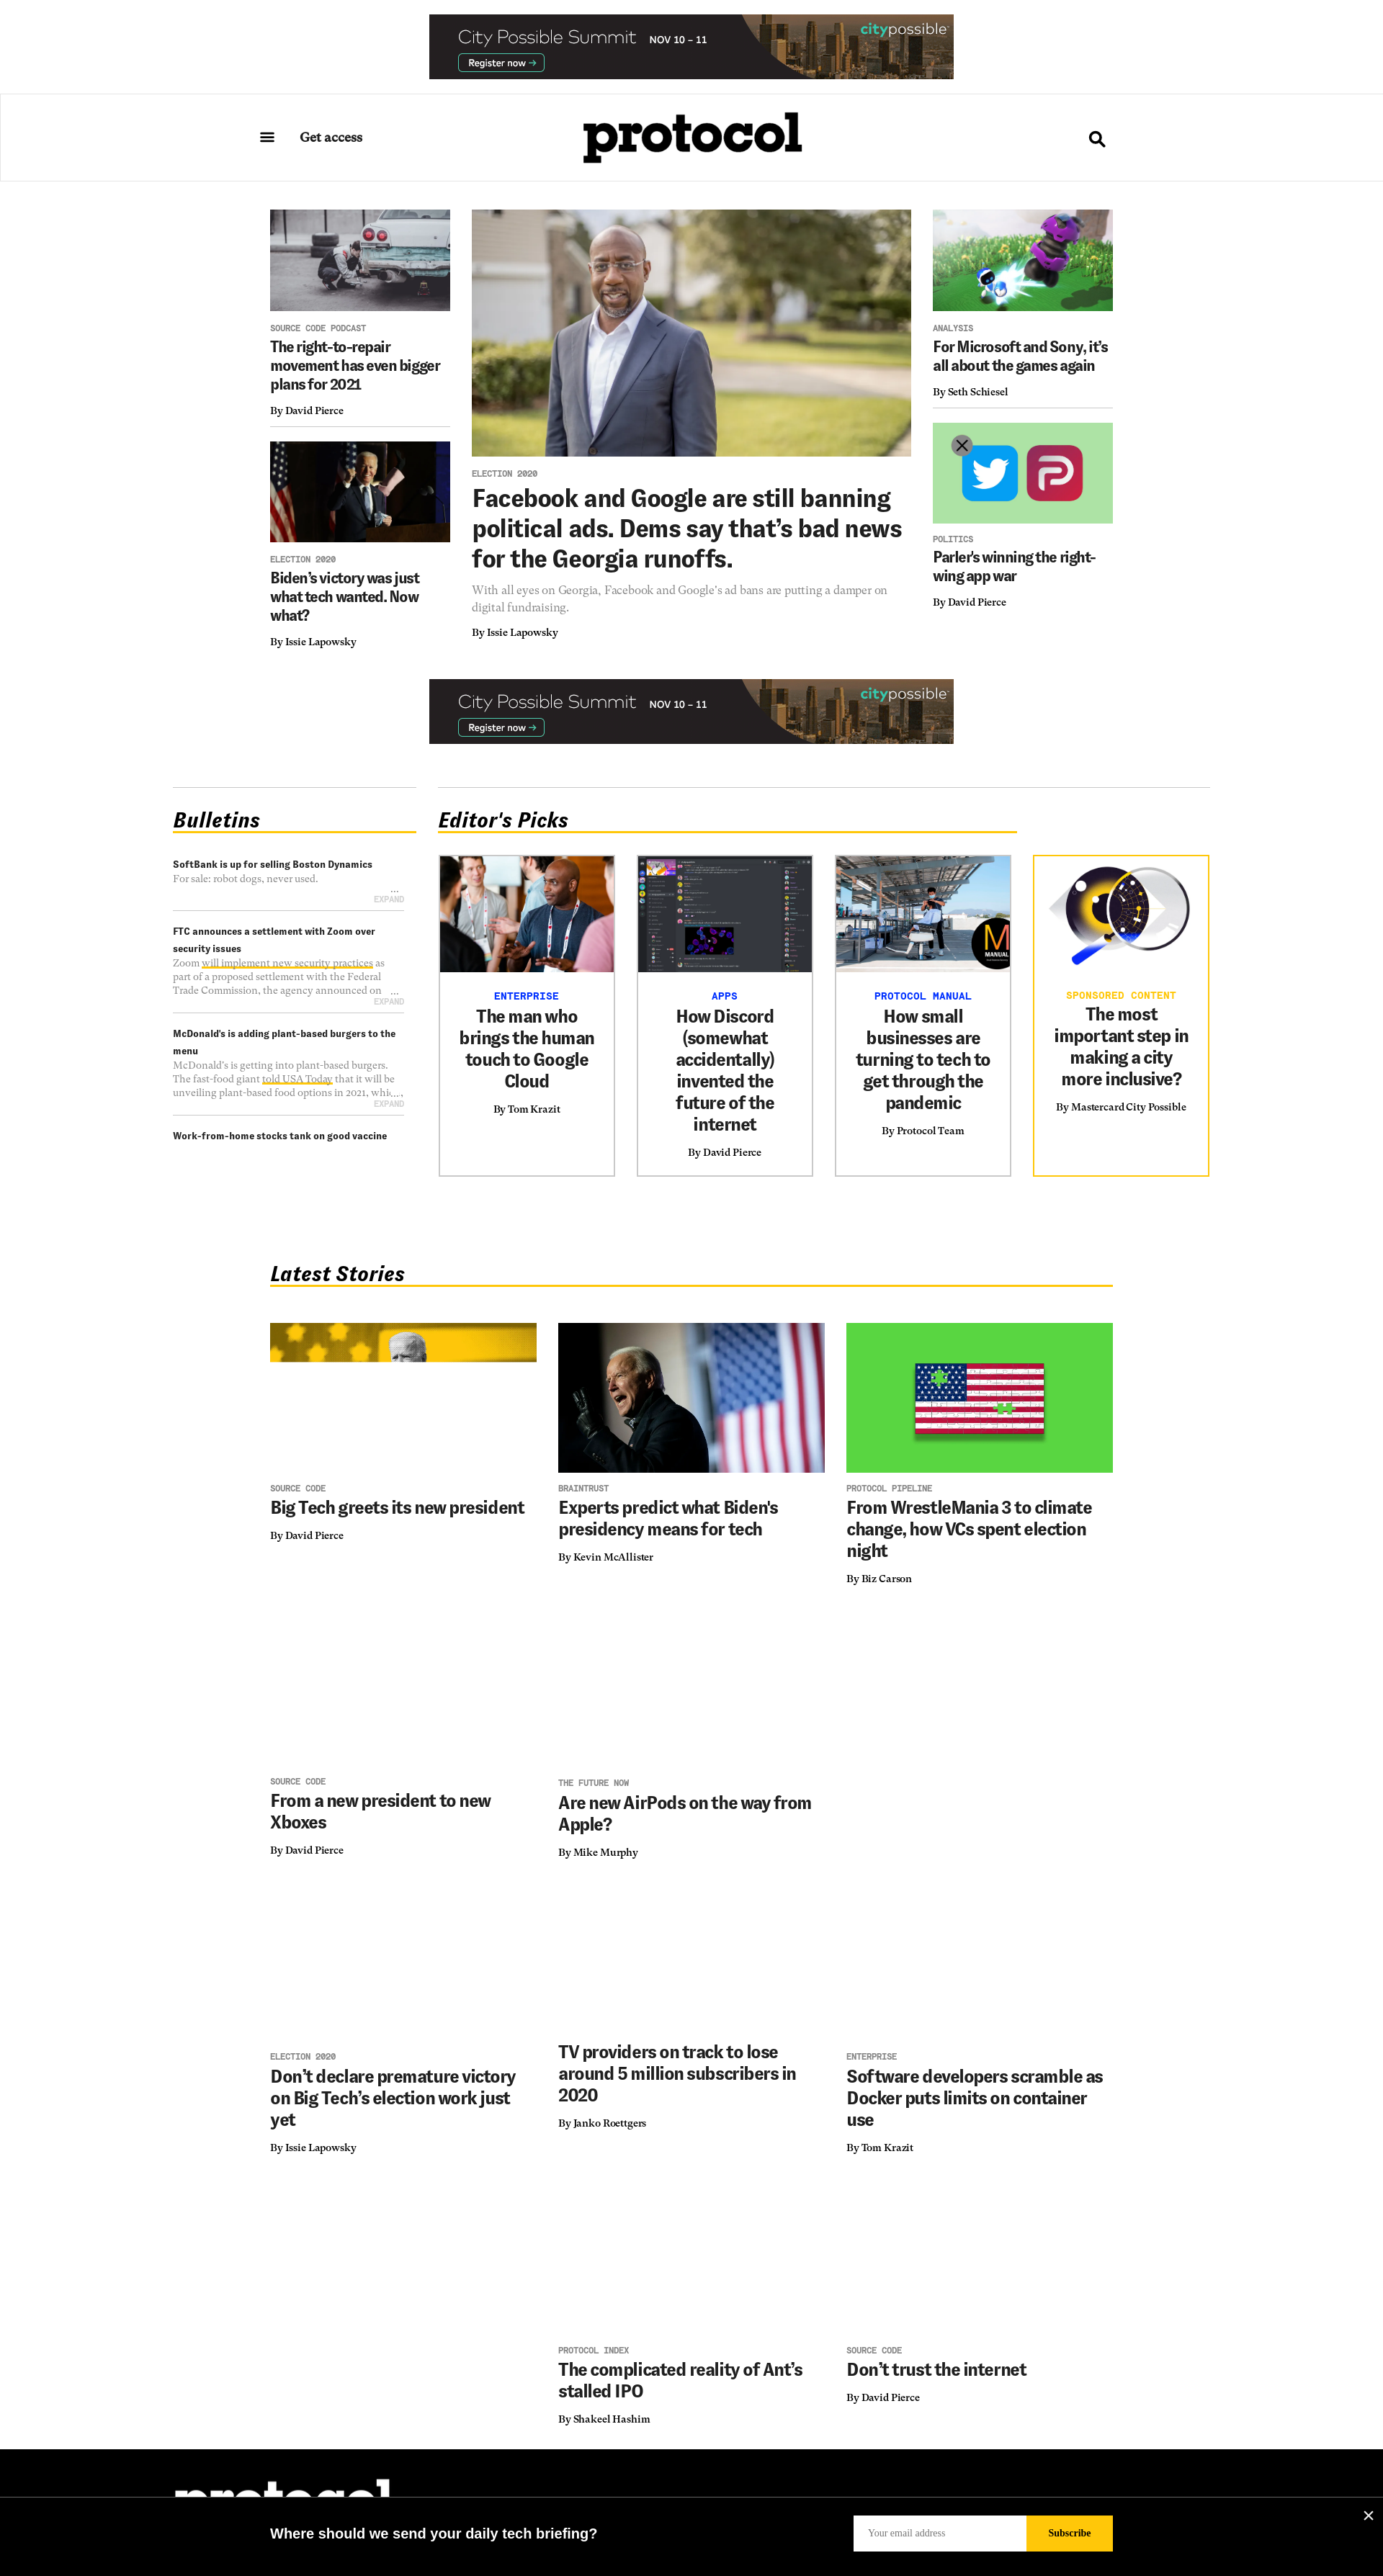 City Possible Summit NOV 10 – 11
citypossible
Register now →
Get access
protocol
SOURCE CODE PODCAST
The right-to-repair
movement has even bigger
plans for 2021
By David Pierce
ELECTION 2020
Biden’s victory was just
what tech wanted. Now
what?
By Issie Lapowsky
ELECTION 2020
Facebook and Google are still banning
political ads. Dems say that’s bad news
for the Georgia runoffs.
With all eyes on Georgia, Facebook and Google's ad bans are putting a damper on
digital fundraising.
By Issie Lapowsky
ANALYSIS
For Microsoft and Sony, it’s
all about the games again
By Seth Schiesel
POLITICS
Parler's winning the right-
wing app war
By David Pierce
City Possible Summit NOV 10 – 11
citypossible
Register now →
Bulletins
SoftBank is up for selling Boston Dynamics
For sale: robot dogs, never used.
...
EXPAND
FTC announces a settlement with Zoom over
security issues
Zoom will implement new security practices as
part of a proposed settlement with the Federal
Trade Commission, the agency announced on ...
EXPAND
McDonald's is adding plant-based burgers to the
menu
McDonald's is getting into plant-based burgers.
The fast-food giant told USA Today that it will be
unveiling plant-based food options in 2021, whi...
EXPAND
Work-from-home stocks tank on good vaccine
Editor's Picks
ENTERPRISE
The man who
brings the human
touch to Google
Cloud
By Tom Krazit
APPS
How Discord
(somewhat
accidentally)
invented the
future of the
internet
By David Pierce
M
MANUAL
PROTOCOL MANUAL
How small
businesses are
turning to tech to
get through the
pandemic
By Protocol Team
SPONSORED CONTENT
The most
important step in
making a city
more inclusive?
By Mastercard City Possible
Latest Stories
SOURCE CODE
Big Tech greets its new president
By David Pierce
BRAINTRUST
Experts predict what Biden's
presidency means for tech
By Kevin McAllister
PROTOCOL PIPELINE
From WrestleMania 3 to climate
change, how VCs spent election
night
By Biz Carson
SOURCE CODE
From a new president to new
Xboxes
By David Pierce
THE FUTURE NOW
Are new AirPods on the way from
Apple?
By Mike Murphy
ELECTION 2020
Don’t declare premature victory
on Big Tech’s election work just
yet
By Issie Lapowsky
TV providers on track to lose
around 5 million subscribers in
2020
By Janko Roettgers
ENTERPRISE
Software developers scramble as
Docker puts limits on container
use
By Tom Krazit
PROTOCOL INDEX
The complicated reality of Ant’s
stalled IPO
By Shakeel Hashim
SOURCE CODE
Don’t trust the internet
By David Pierce
protocol
Where should we send your daily tech briefing?
Your email address
Subscribe